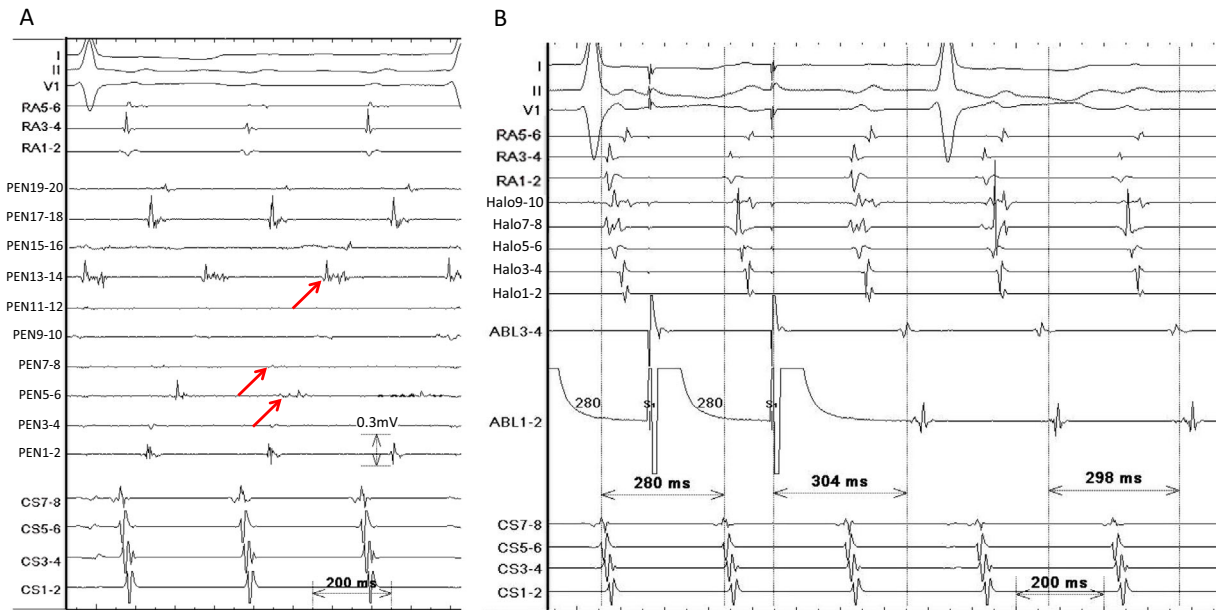 A
I
II
V1
RA5-6
RA3-4
RA1-2
PEN19-20
PEN17-18
PEN15-16
PEN13-14
PEN11-12
PEN9-10
PEN7-8
PEN5-6
PEN3-4
0.3mV
PEN1-2
CS7-8
CS5-6
CS3-4
200 ms
CS1-2
B
I
II
V1
RA5-6
RA3-4
RA1-2
Halo9-10
Halo7-8
Halo5-6
Halo3-4
Halo1-2
ABL3-4
280 S1 280 S1
ABL1-2
280 ms 304 ms 298 ms
CS7-8
CS5-6
CS3-4
200 ms
CS1-2